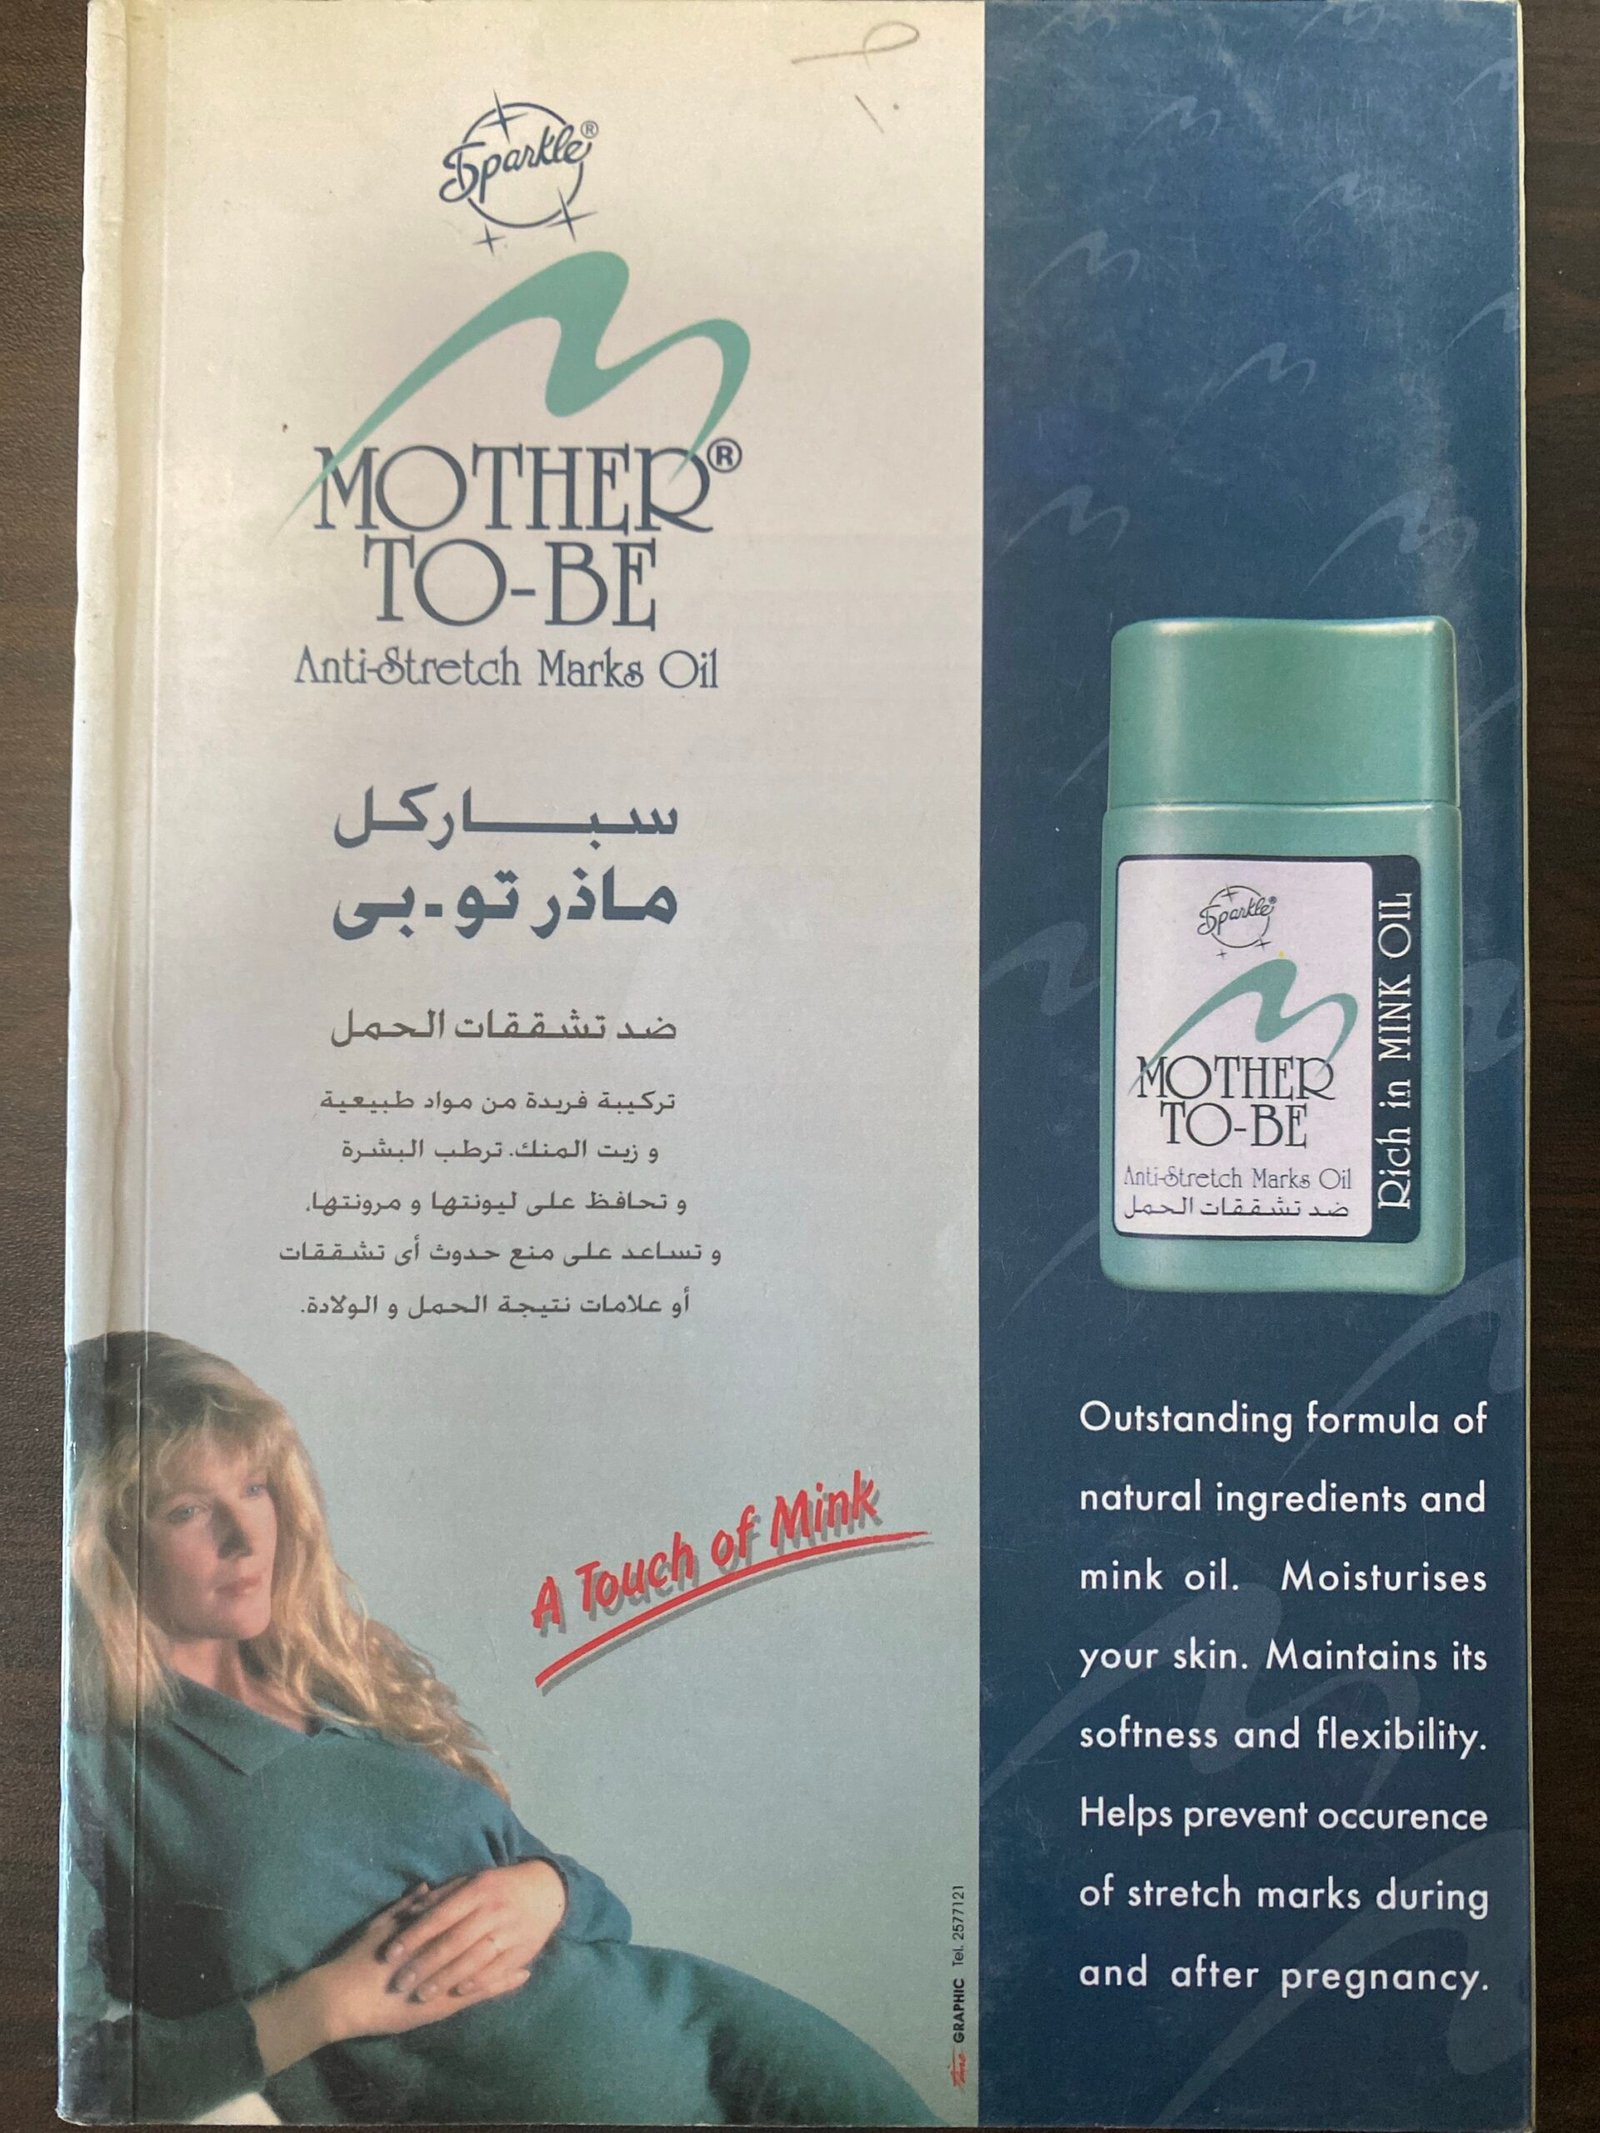 Sparkle®
MOTHER®
TO-BE
Anti-Stretch Marks Oil
سباركل
ماذر تو-بى
ضد تشققات الحمل
تركيبة فريدة من مواد طبيعية
و زيت المنك. ترطب البشرة
و تحافظ على ليونتها و مرونتها،
و تساعد على منع حدوث أى تشققات
أو علامات نتيجة الحمل و الولادة.
A Touch of Mink
GRAPHIC Tel. 2577121
Sparkle®
MOTHER
TO-BE
Anti-Stretch Marks Oil
ضد تشققات الحمل
Rich in MINK OIL
Outstanding formula of
natural ingredients and
mink oil. Moisturises
your skin. Maintains its
softness and flexibility.
Helps prevent occurence
of stretch marks during
and after pregnancy.